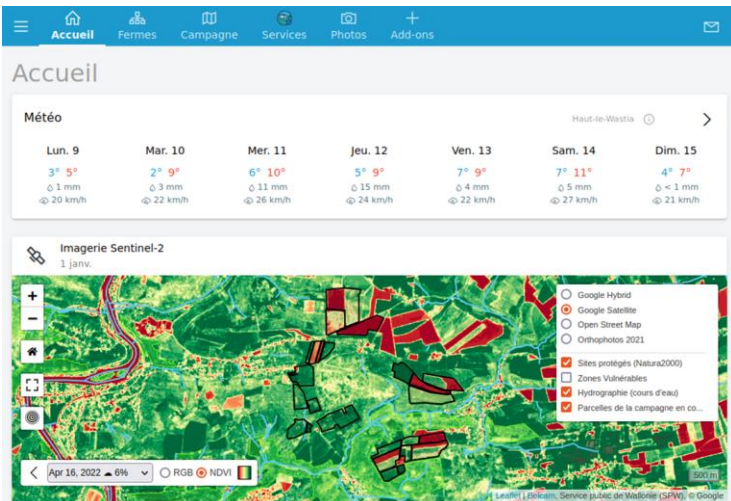 Accueil Fermes Campagne Services Photos Add-ons
Accueil
Météo Haut-le-Wastia
Lun. 9 Mar. 10 Mer. 11 Jeu. 12 Ven. 13 Sam. 14 Dim. 15
3° 5° 2° 9° 6° 10° 5° 9° 7° 9° 7° 11° 4° 7°
1 mm 3 mm 11 mm 15 mm 4 mm 5 mm < 1 mm
20 km/h 22 km/h 26 km/h 24 km/h 22 km/h 27 km/h 21 km/h
Imagerie Sentinel-2
1 janv.
+
−
Google Hybrid
Google Satellite
Open Street Map
Orthophotos 2021
Sites protégés (Natura2000)
Zones Vulnérables
Hydrographie (cours d'eau)
Parcelles de la campagne en co...
Apr 16, 2022 6% RGB NDVI
500 m
Leaflet | Belcam, Service public de Wallonie (SPW), © Google